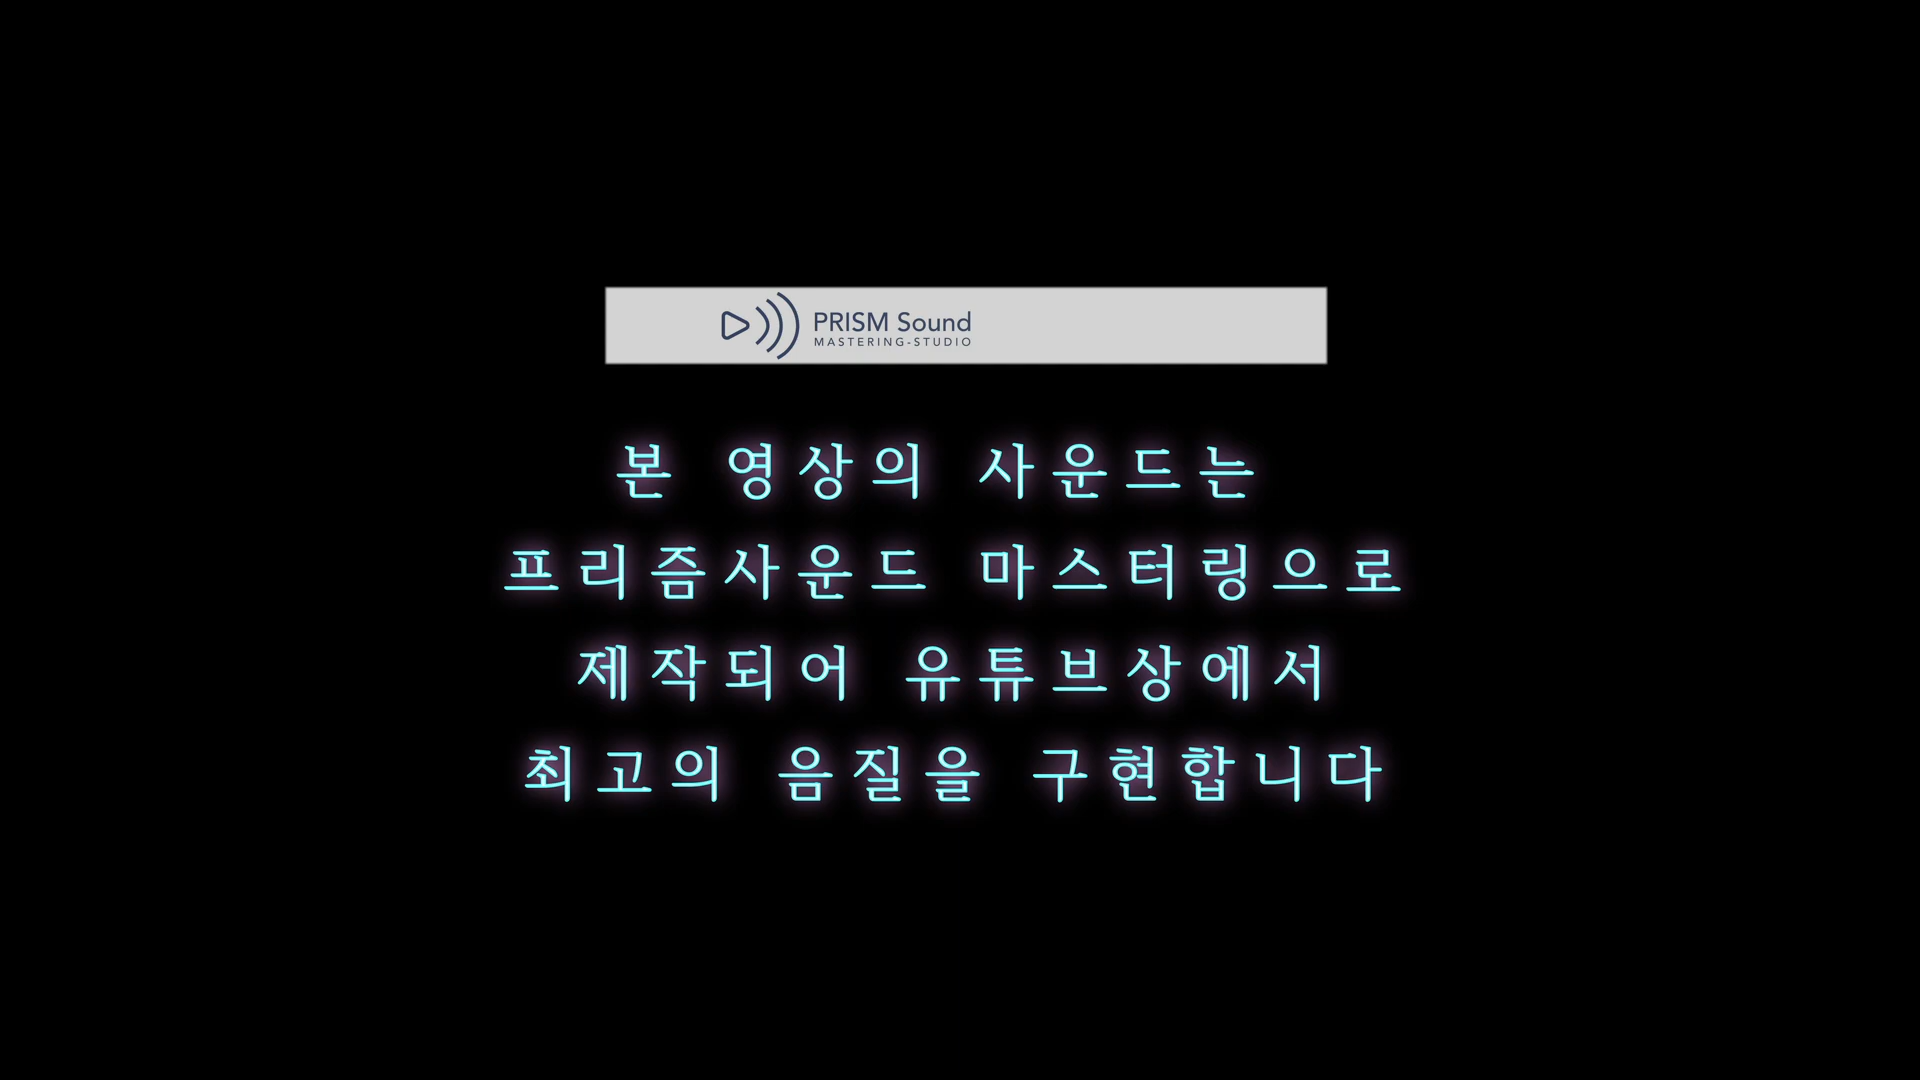 PRISM Sound
MASTERING-STUDIO
본 영상의 사운드는
프리즘사운드 마스터링으로
제작되어 유튜브상에서
최고의 음질을 구현합니다